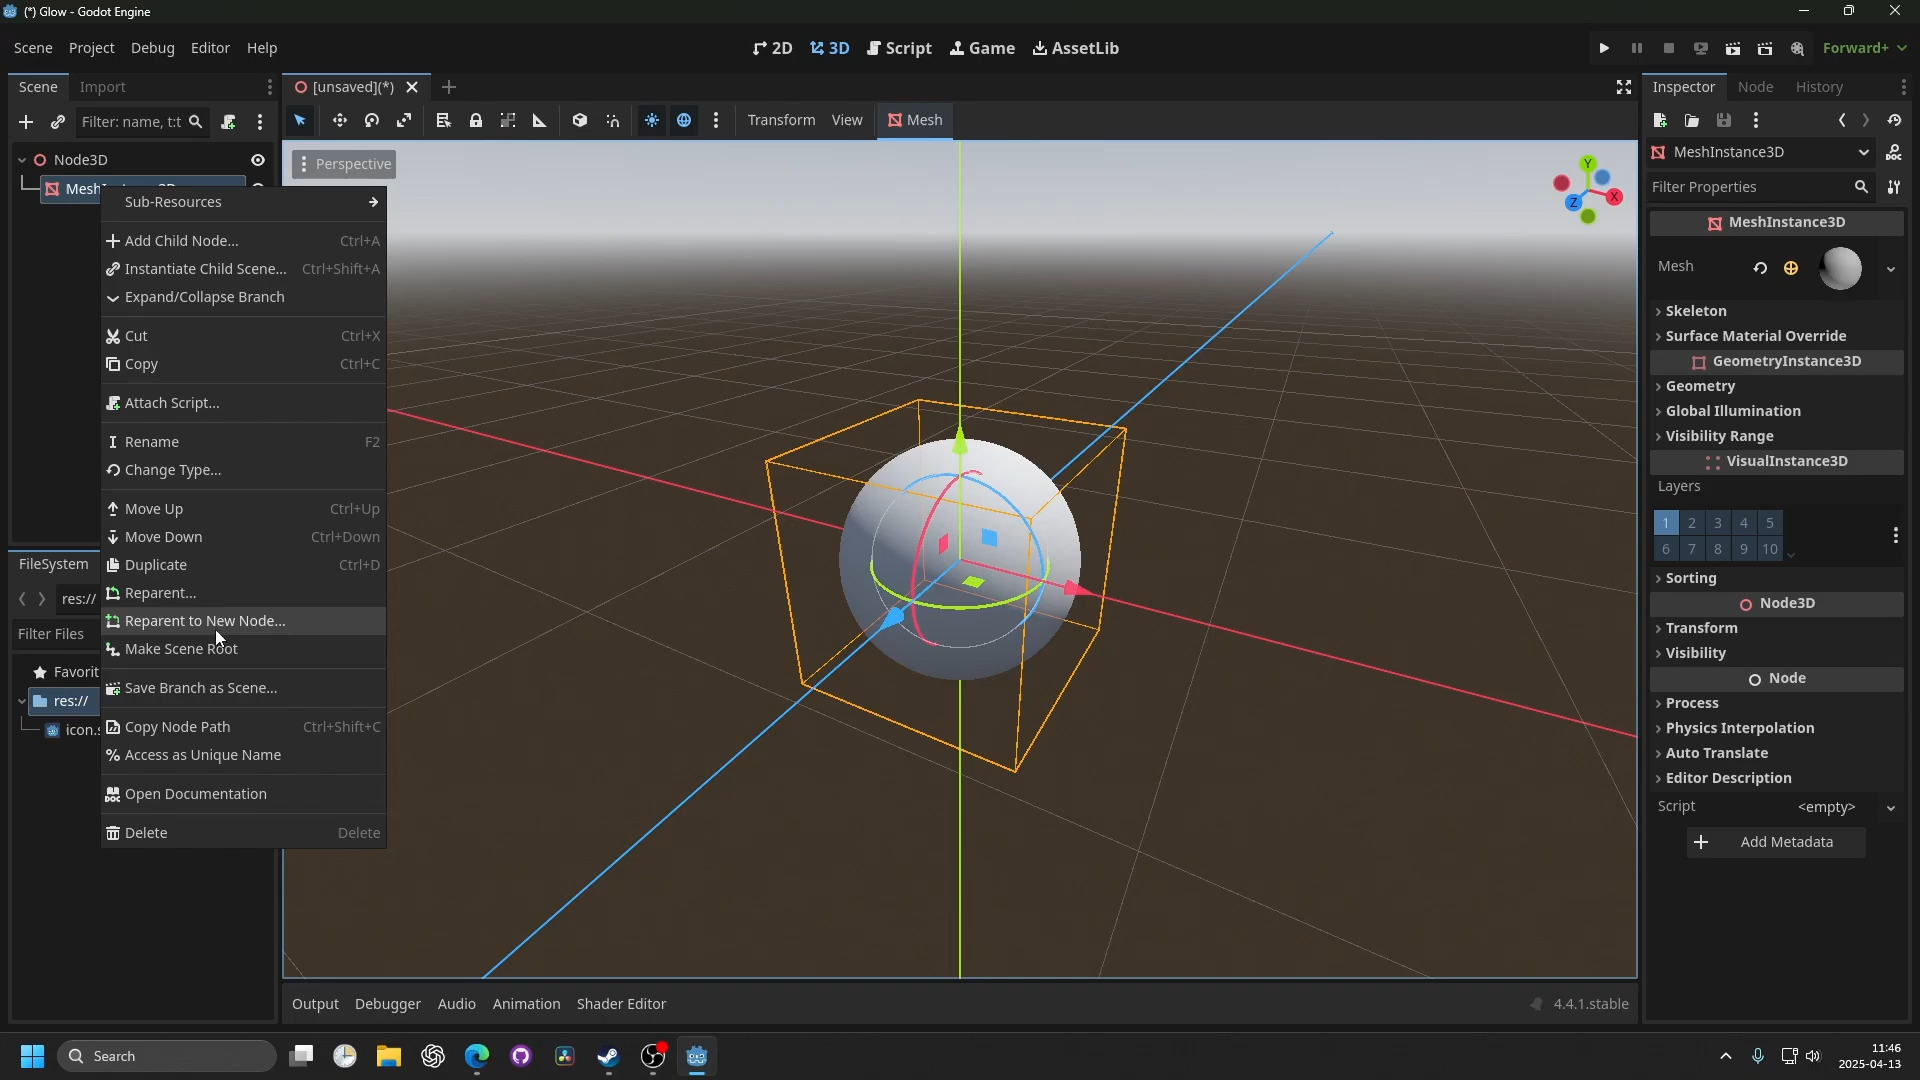 (*) Glow - Godot Engine
Scene Project Debug Editor Help
2D 3D Script Game AssetLib
Forward+
Scene Import
[unsaved](*)
Inspector Node History
Filter: name, t:t
Transform View Mesh
Node3D
Perspective
Y
X
Z
MeshInstance3D
Filter Properties
Sub-Resources
Add Child Node... Ctrl+A
Instantiate Child Scene... Ctrl+Shift+A
Expand/Collapse Branch
Cut Ctrl+X
Copy Ctrl+C
Attach Script...
Rename F2
Change Type...
Move Up Ctrl+Up
Move Down Ctrl+Down
Duplicate Ctrl+D
Reparent...
Reparent to New Node...
Make Scene Root
Save Branch as Scene...
Copy Node Path Ctrl+Shift+C
% Access as Unique Name
Open Documentation
Delete Delete
FileSystem
res://
Filter Files
res://
MeshInstance3D
Mesh
Skeleton
Surface Material Override
GeometryInstance3D
Geometry
Global Illumination
Visibility Range
VisualInstance3D
Layers
1 2 3 4 5
6 7 8 9 10
Sorting
Node3D
Transform
Visibility
Node
Process
Physics Interpolation
Auto Translate
Editor Description
Script <empty>
Add Metadata
Output Debugger Audio Animation Shader Editor
4.4.1.stable
Search
11:46
2025-04-13